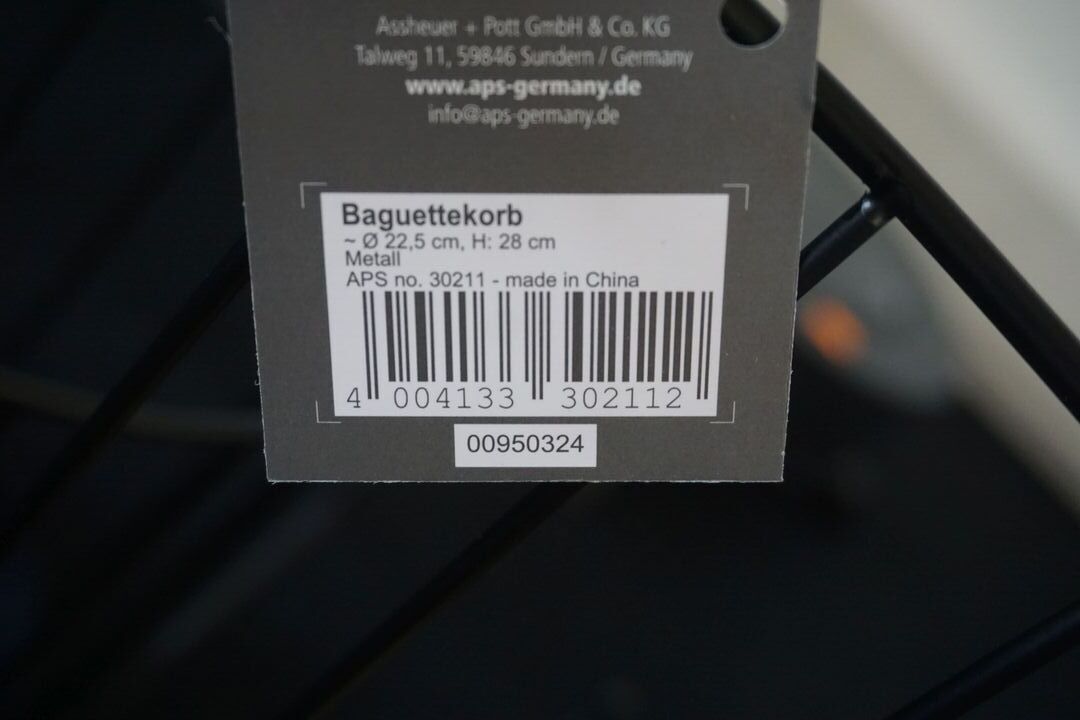 Assheuer + Pott GmbH & Co. KG
Talweg 11, 59846 Sundern / Germany
www.aps-germany.de
info@aps-germany.de
Baguettekorb
~ Ø 22,5 cm, H: 28 cm
Metall
APS no. 30211 - made in China
4 004133 302112
00950324